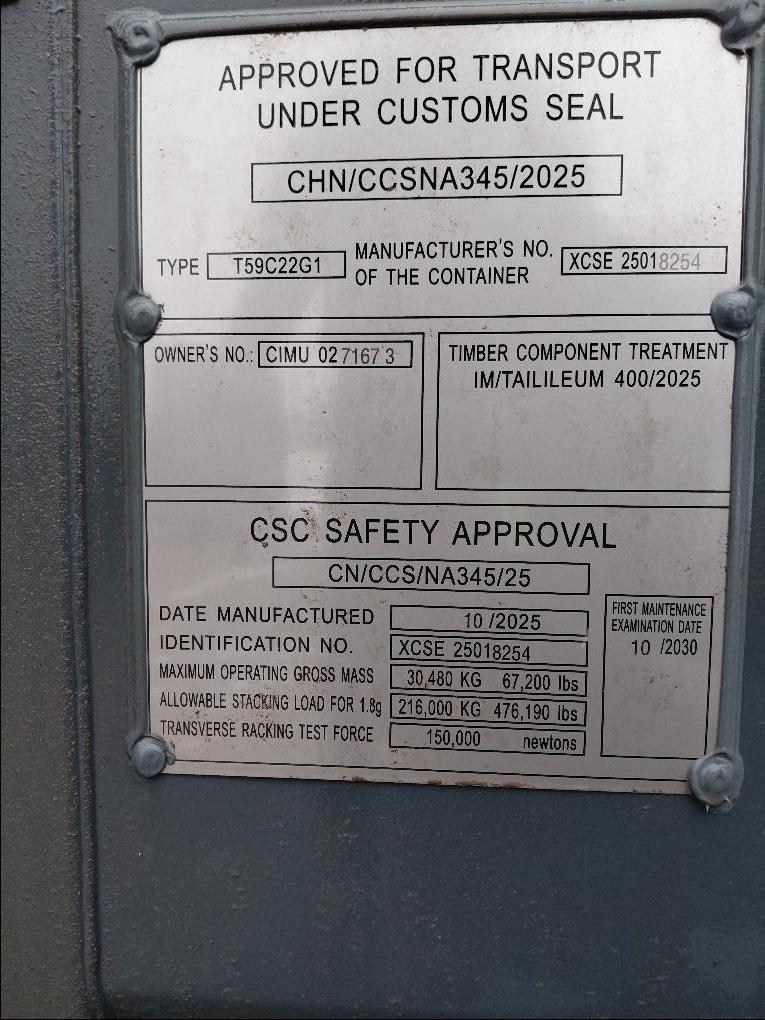 APPROVED FOR TRANSPORT
UNDER CUSTOMS SEAL
CHN/CCSNA345/2025
TYPE T59C22G1 MANUFACTURER'S NO. OF THE CONTAINER XCSE 25018254
OWNER'S NO.: CIMU 027167 3
TIMBER COMPONENT TREATMENT
IM/TAILILEUM 400/2025
CSC SAFETY APPROVAL
CN/CCS/NA345/25
DATE MANUFACTURED 10 /2025
IDENTIFICATION NO. XCSE 25018254
MAXIMUM OPERATING GROSS MASS 30,480 KG 67,200 lbs
ALLOWABLE STACKING LOAD FOR 1.8g 216,000 KG 476,190 lbs
TRANSVERSE RACKING TEST FORCE 150,000 newtons
FIRST MAINTENANCE
EXAMINATION DATE
10 /2030